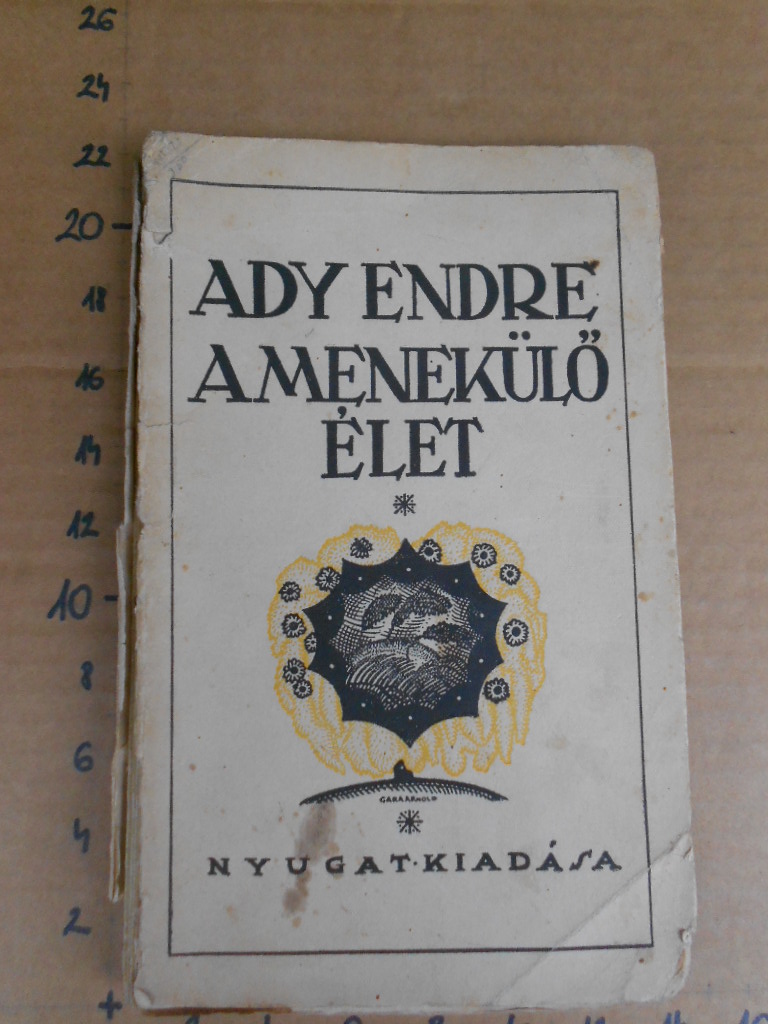 26
24
22
20
18
16
14
12
10
8
6
4
2
ADY ENDRE
A MENEKÜLŐ
ÉLET
GARA ARNOLD
NYUGAT·KIADÁSA